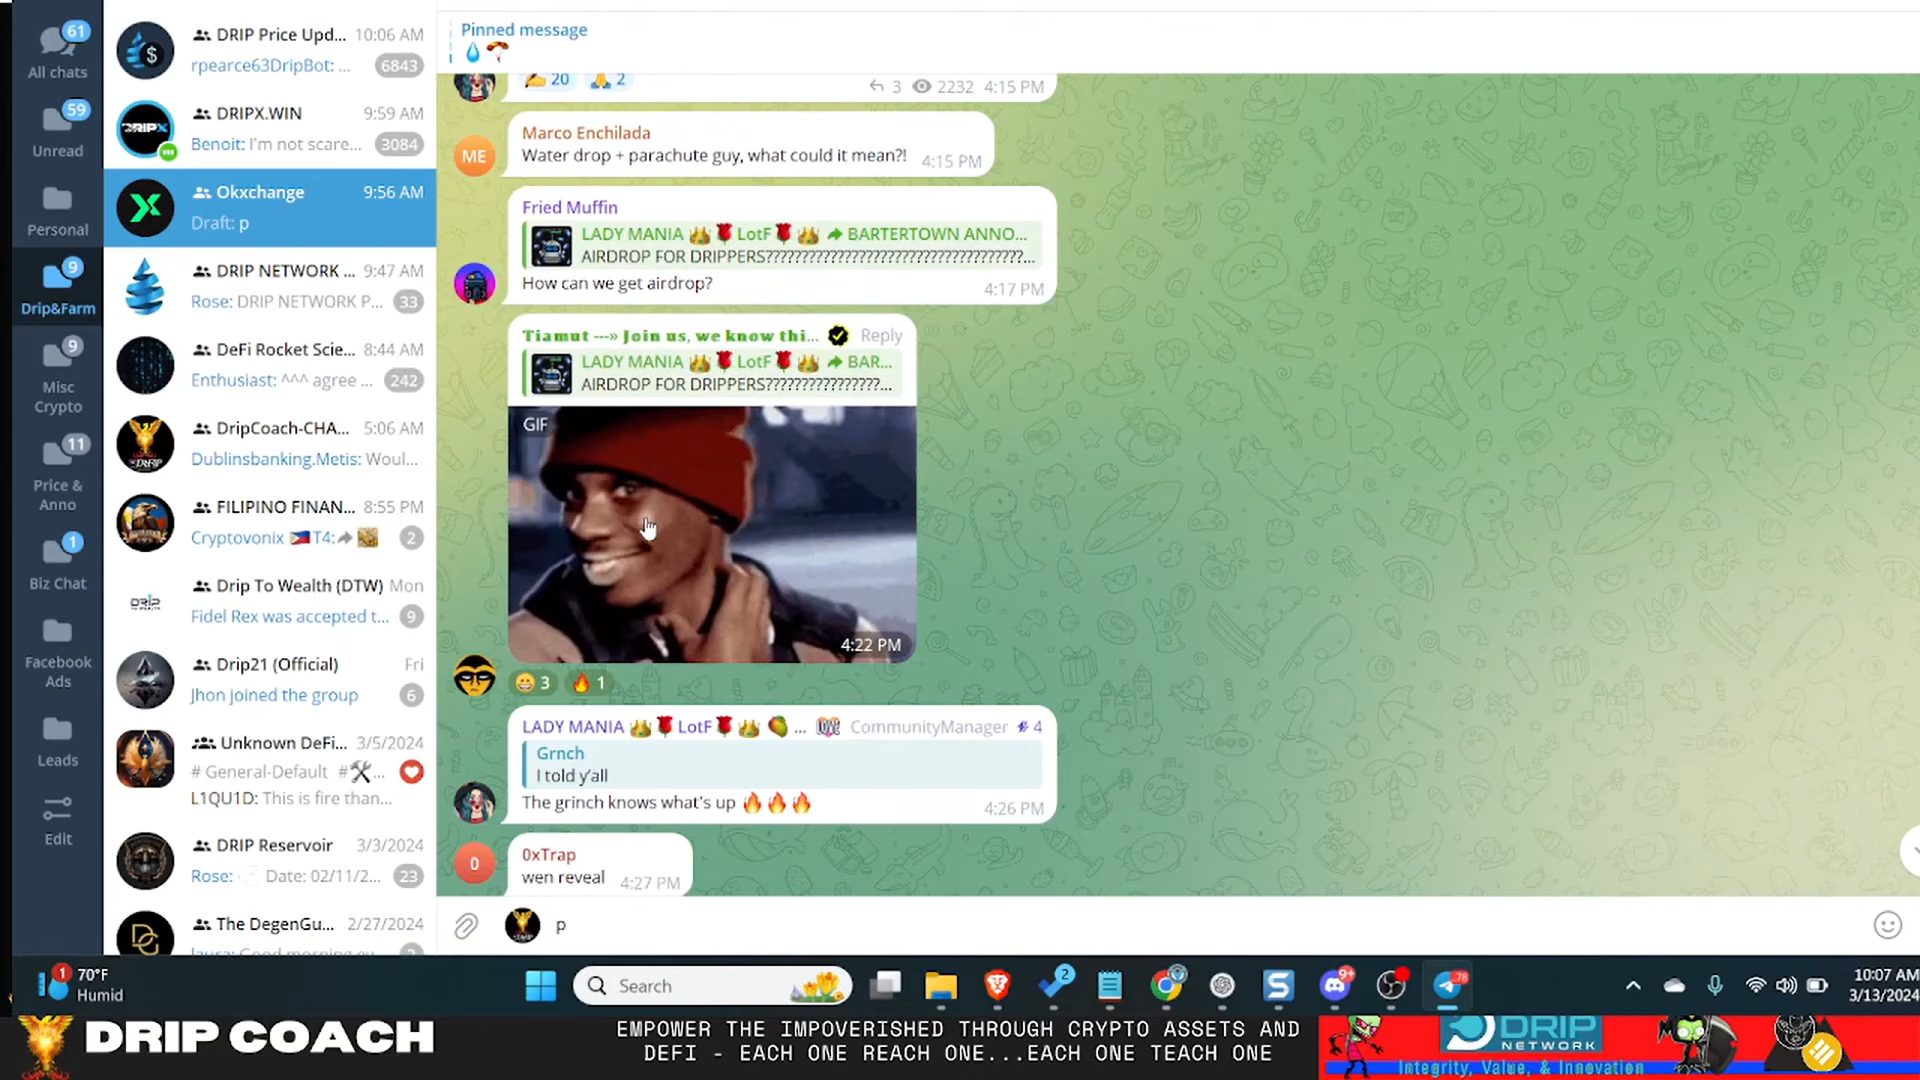 61
All chats
59
Unread
Personal
9
Drip&Farm
9
Misc
Crypto
11
Price &
Anno
1
Biz Chat
Facebook
Ads
Leads
Edit
DRIP Price Upd... 10:06 AM
rpearce63DripBot: ... 6843
DRIPX.WIN 9:59 AM
Benoit: I'm not scare... 3084
Okxchange 9:56 AM
Draft: p
DRIP NETWORK ... 9:47 AM
Rose: DRIP NETWORK P... 33
DeFi Rocket Scie... 8:44 AM
Enthusiast: ^^^ agree ... 242
DripCoach-CHA... 5:06 AM
Dublinsbanking.Metis: Woul...
FILIPINO FINAN... 8:55 PM
Cryptovonix 🇵🇭T4: 2
Drip To Wealth (DTW) Mon
Fidel Rex was accepted t... 9
Drip21 (Official) Fri
Jhon joined the group 6
Unknown DeFi... 3/5/2024
# General-Default #🛠...
L1QU1D: This is fire than...
DRIP Reservoir 3/3/2024
Rose: Date: 02/11/2... 23
The DegenGu... 2/27/2024
Pinned message
💧🪂
✍ 20 🙏 2
3 2232 4:15 PM
ME
Marco Enchilada
Water drop + parachute guy, what could it mean?! 4:15 PM
Fried Muffin
LADY MANIA 👑🌹LotF🌹👑 BARTERTOWN ANNO...
AIRDROP FOR DRIPPERS????????????????????????????????????...
How can we get airdrop? 4:17 PM
Tiamut ---» Join us, we know thi... Reply
LADY MANIA 👑🌹LotF🌹👑 BAR...
AIRDROP FOR DRIPPERS????????????????...
GIF
4:22 PM
😁 3 🔥 1
LADY MANIA 👑🌹LotF🌹👑🥭 ... CommunityManager 4
Grnch
I told y'all
The grinch knows what's up 🔥🔥🔥 4:26 PM
0
0xTrap
wen reveal 4:27 PM
p
1
70°F
Humid
Search
2
9+
78
10:07 AM
3/13/2024
DRIP COACH
EMPOWER THE IMPOVERISHED THROUGH CRYPTO ASSETS AND
DEFI - EACH ONE REACH ONE...EACH ONE TEACH ONE
DRIP
NETWORK
Integrity, Value, & Innovation